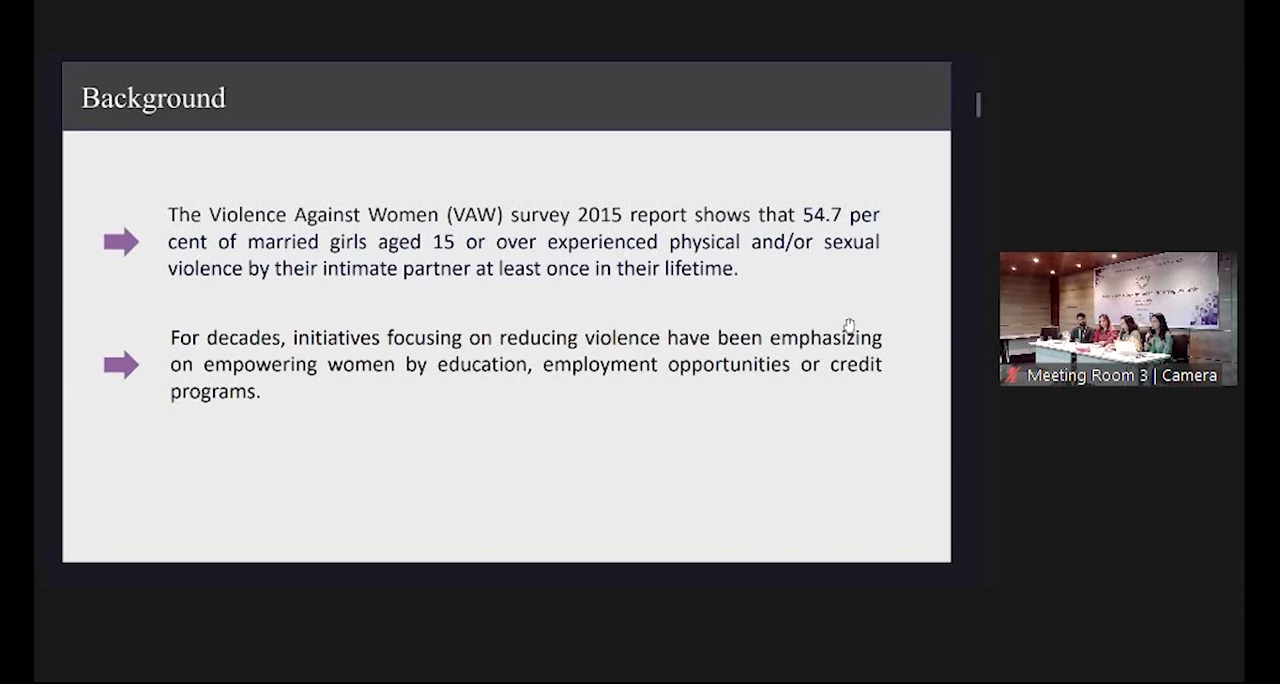 Background
The Violence Against Women (VAW) survey 2015 report shows that 54.7 per
cent of married girls aged 15 or over experienced physical and/or sexual
violence by their intimate partner at least once in their lifetime.
For decades, initiatives focusing on reducing violence have been emphasizing
on empowering women by education, employment opportunities or credit
programs.
Meeting Room 3 | Camera